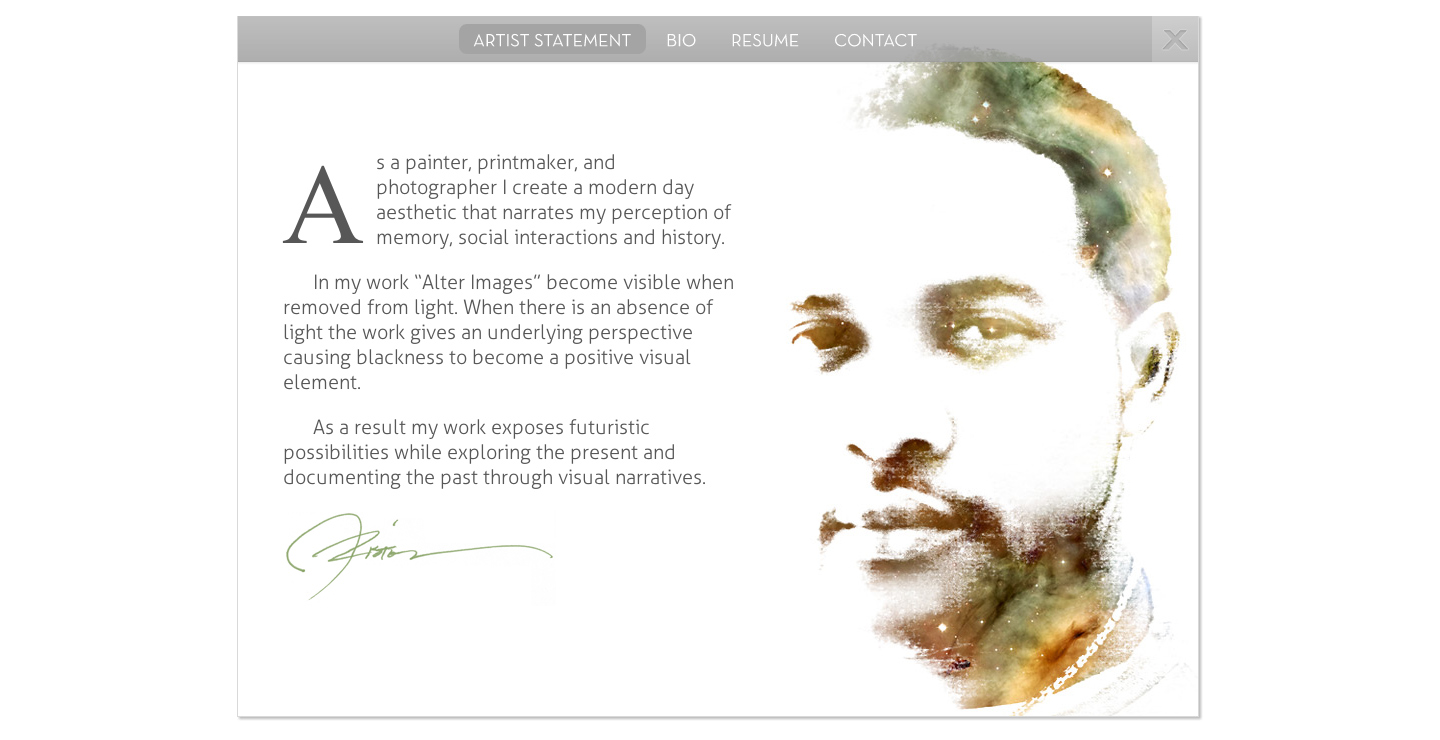 ARTIST STATEMENT BIO RESUME CONTACT X
As a painter, printmaker, and
photographer I create a modern day
aesthetic that narrates my perception of
memory, social interactions and history.
In my work “Alter Images” become visible when
removed from light. When there is an absence of
light the work gives an underlying perspective
causing blackness to become a positive visual
element.
As a result my work exposes futuristic
possibilities while exploring the present and
documenting the past through visual narratives.